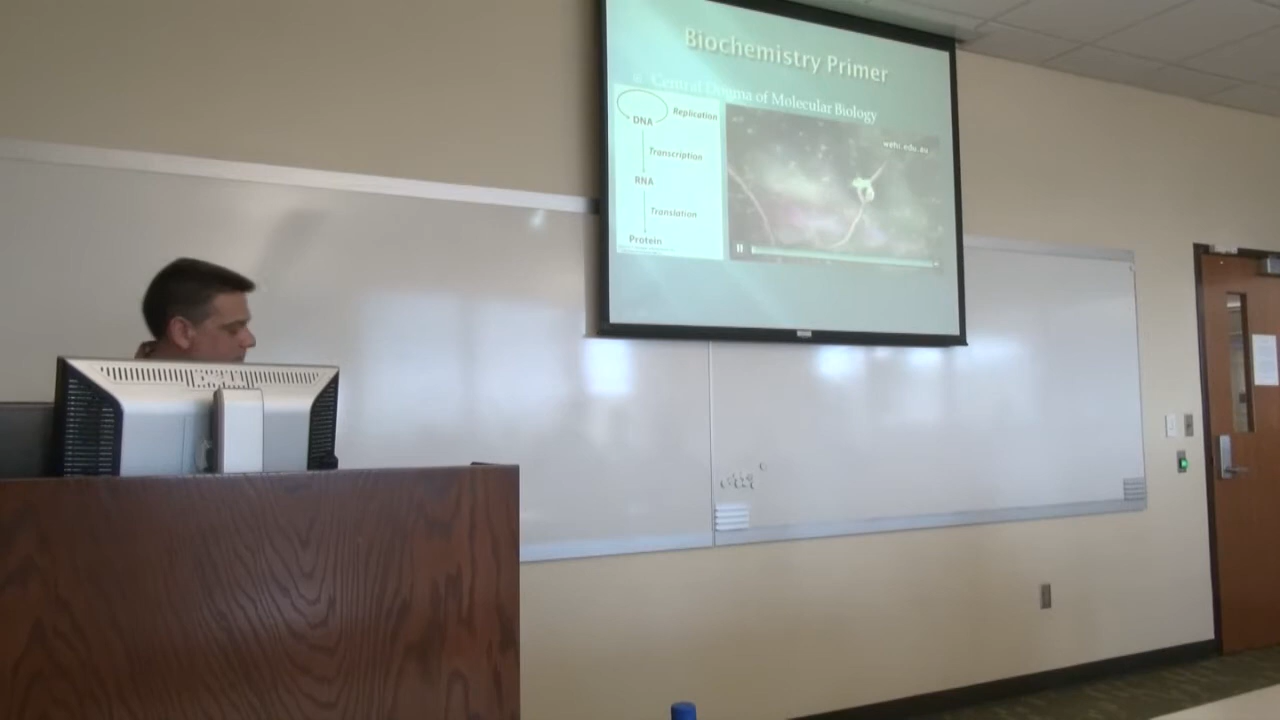 Biochemistry Primer
Central Dogma of Molecular Biology
Replication
DNA
Transcription
RNA
Translation
Protein
wehi.edu.au